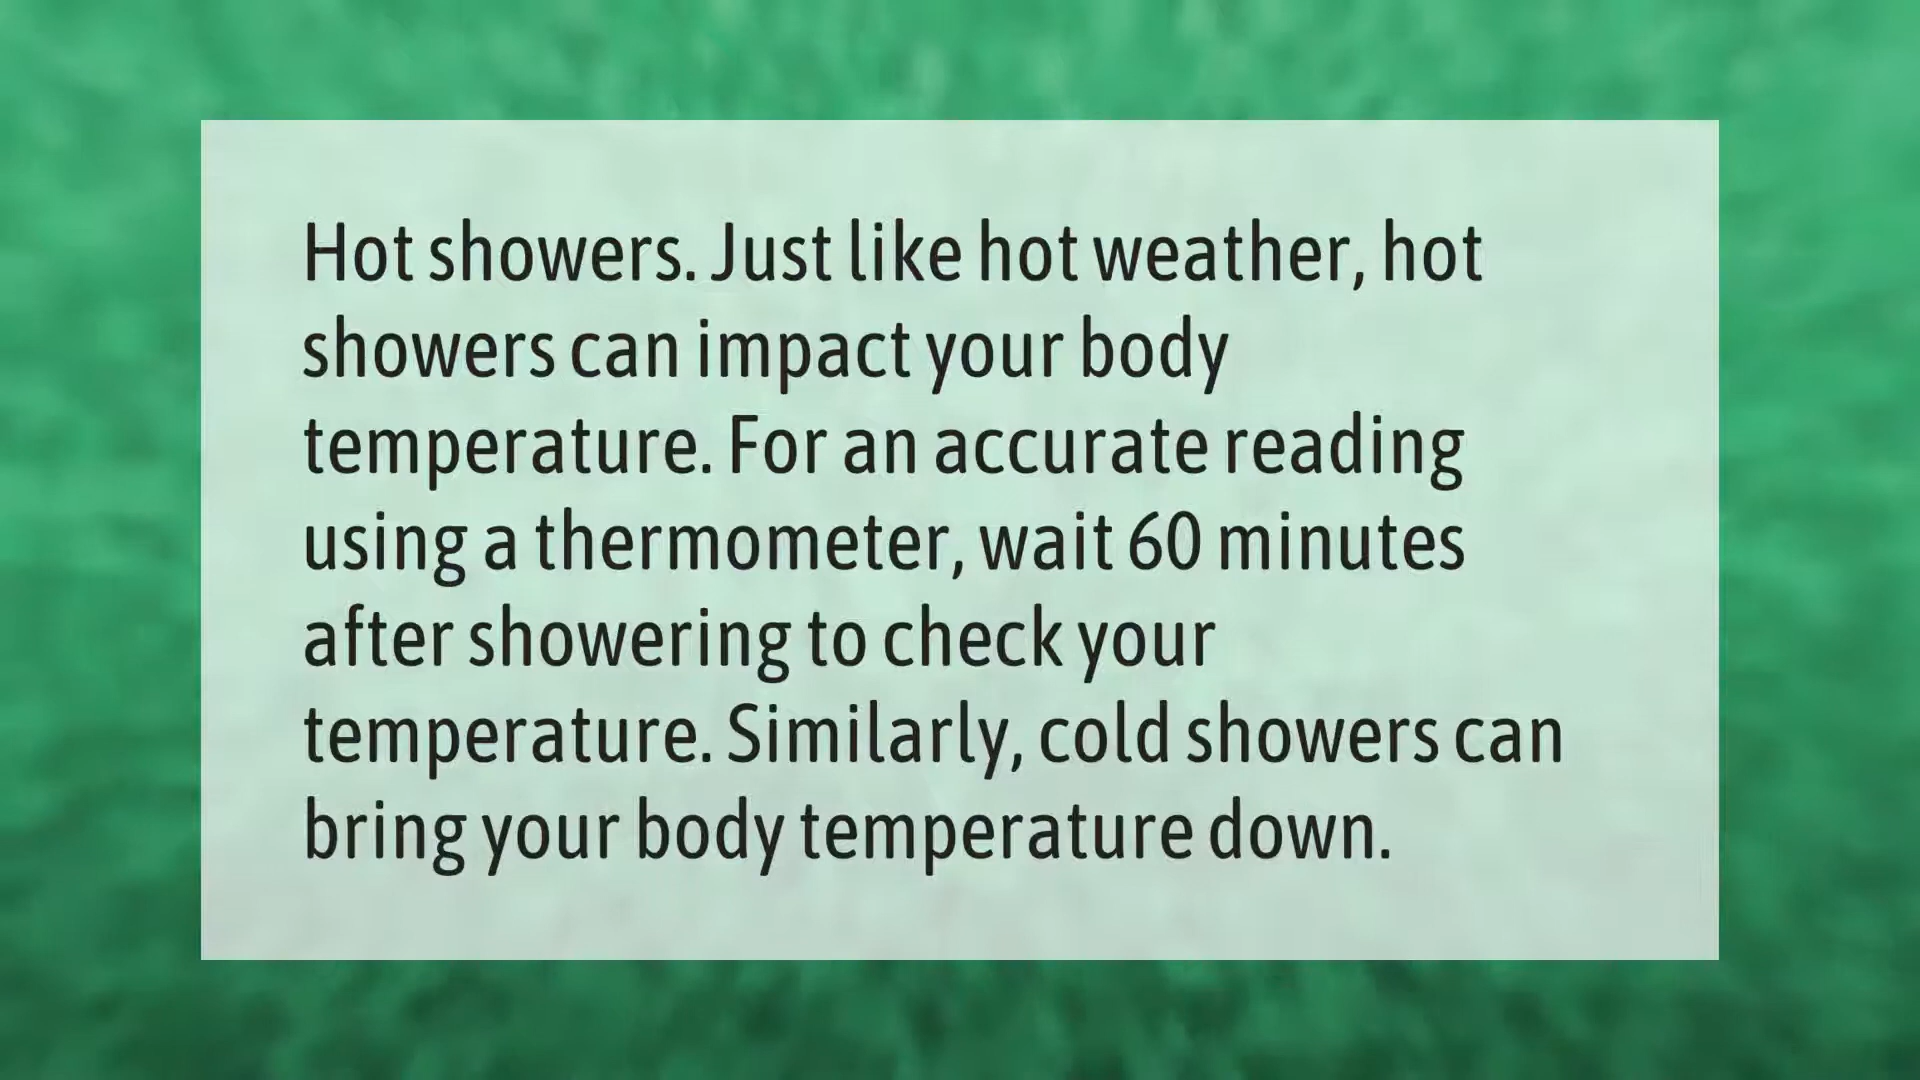 Hot showers. Just like hot weather, hot
showers can impact your body
temperature. For an accurate reading
using a thermometer, wait 60 minutes
after showering to check your
temperature. Similarly, cold showers can
bring your body temperature down.